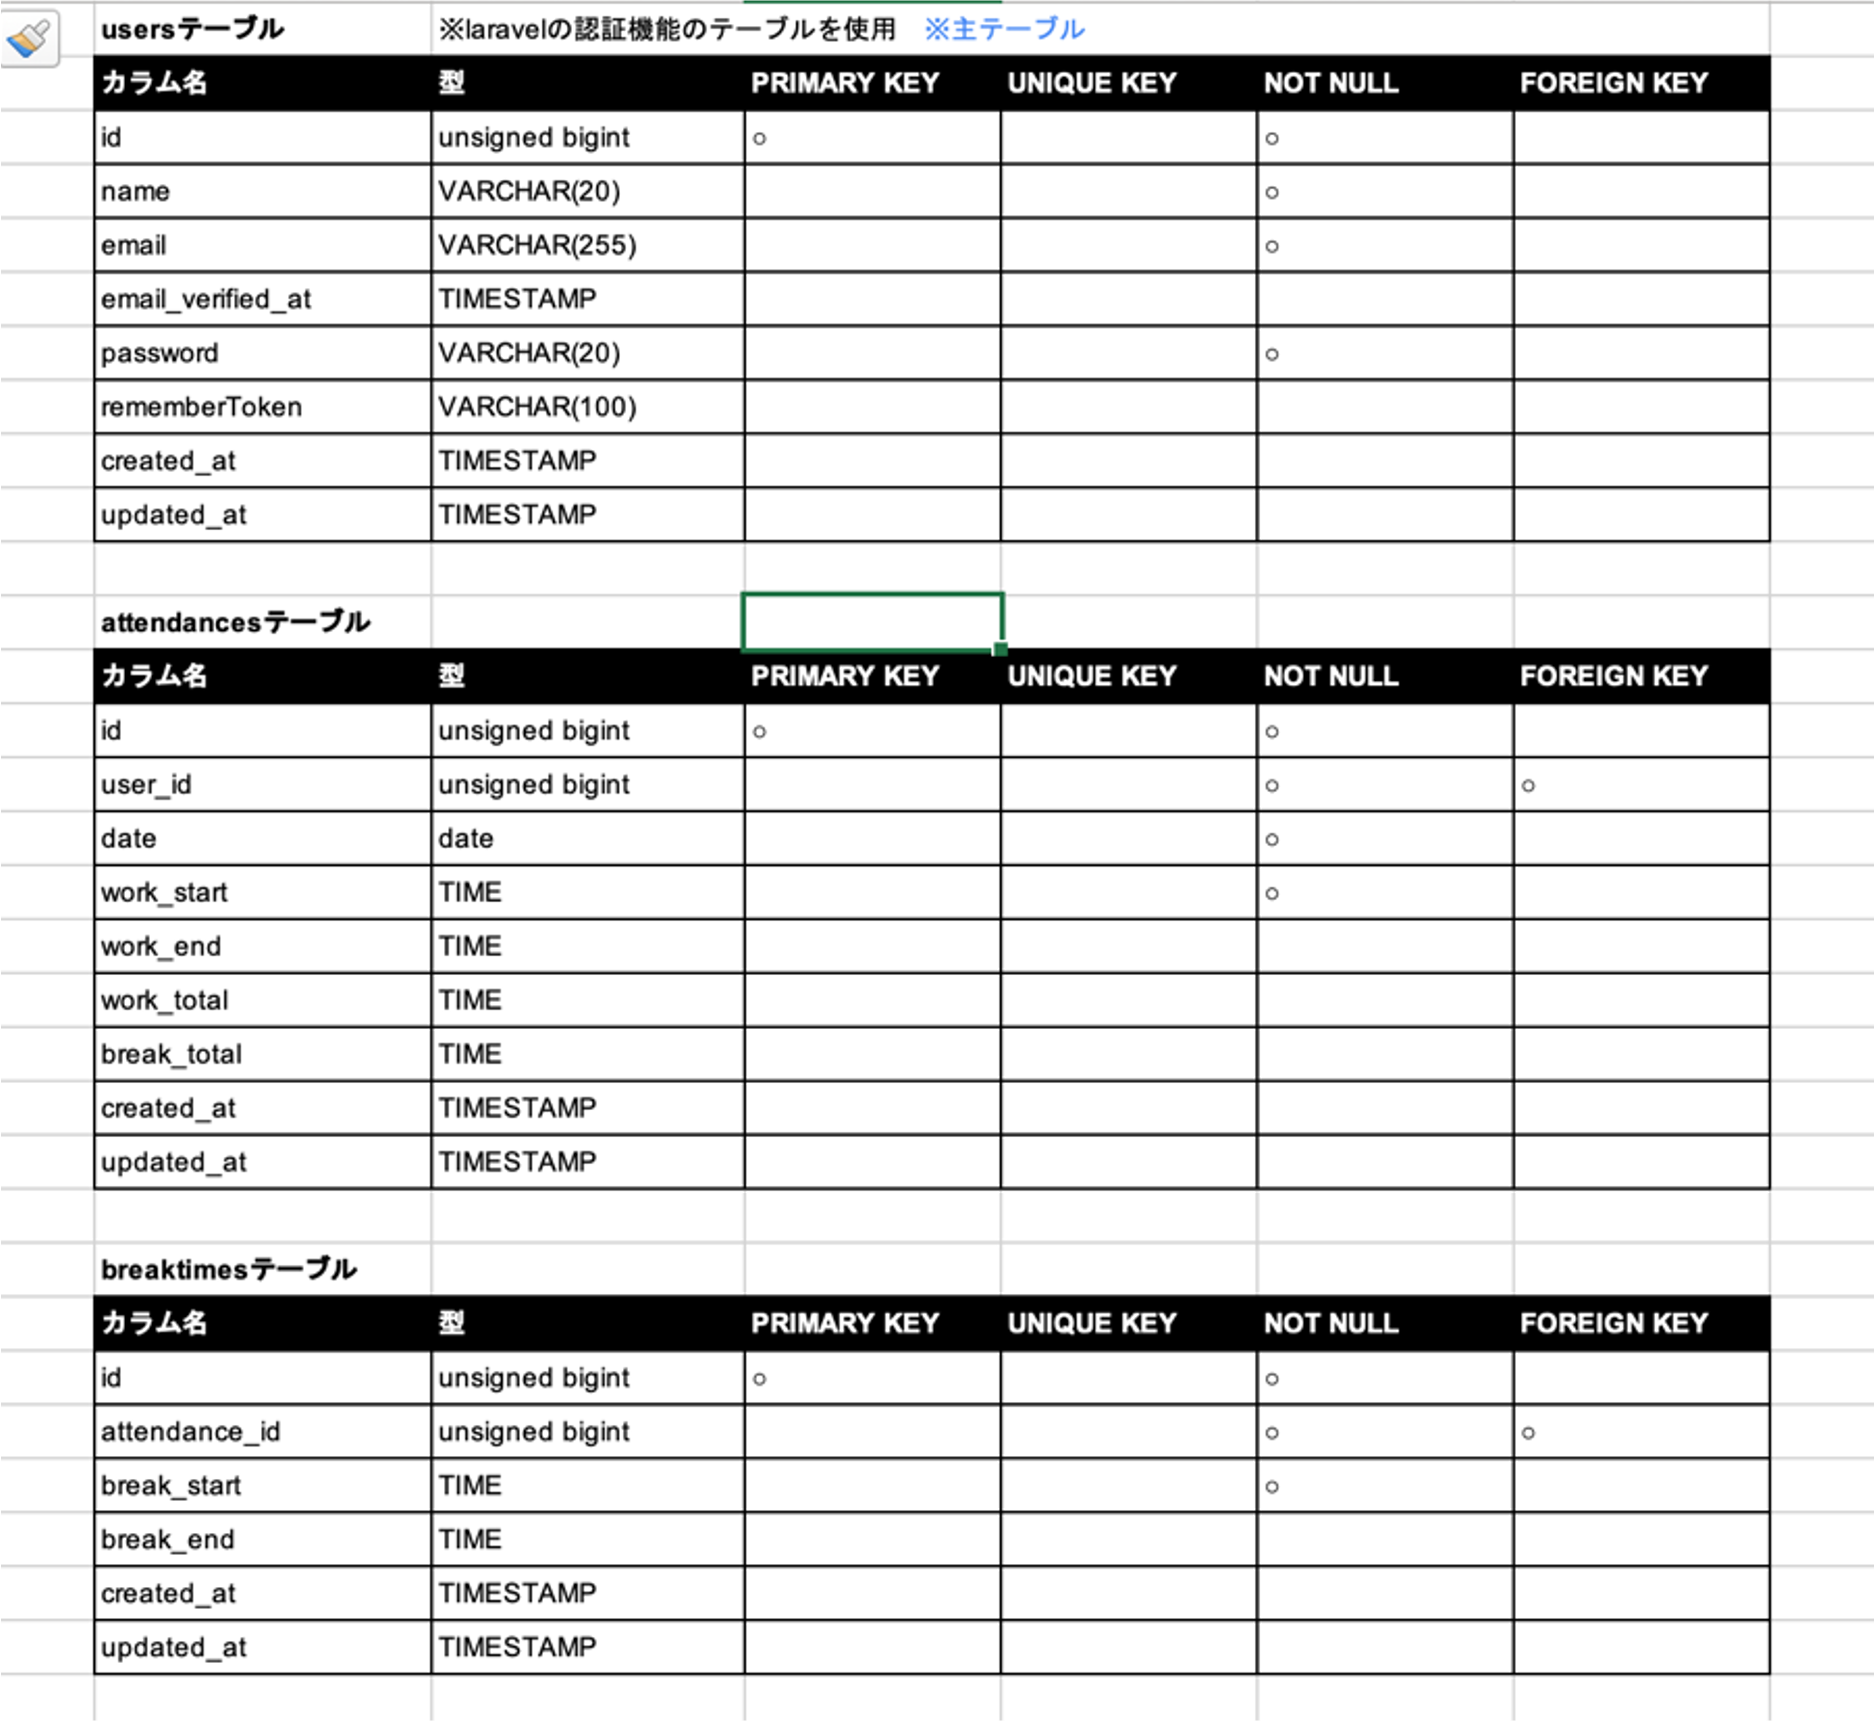 usersテーブル ※laravelの認証機能のテーブルを使用 ※主テーブル
カラム名 型 PRIMARY KEY UNIQUE KEY NOT NULL FOREIGN KEY
id unsigned bigint ○ ○
name VARCHAR(20) ○
email VARCHAR(255) ○
email_verified_at TIMESTAMP
password VARCHAR(20) ○
rememberToken VARCHAR(100)
created_at TIMESTAMP
updated_at TIMESTAMP
attendancesテーブル
カラム名 型 PRIMARY KEY UNIQUE KEY NOT NULL FOREIGN KEY
id unsigned bigint ○ ○
user_id unsigned bigint ○ ○
date date ○
work_start TIME ○
work_end TIME
work_total TIME
break_total TIME
created_at TIMESTAMP
updated_at TIMESTAMP
breaktimesテーブル
カラム名 型 PRIMARY KEY UNIQUE KEY NOT NULL FOREIGN KEY
id unsigned bigint ○ ○
attendance_id unsigned bigint ○ ○
break_start TIME ○
break_end TIME
created_at TIMESTAMP
updated_at TIMESTAMP